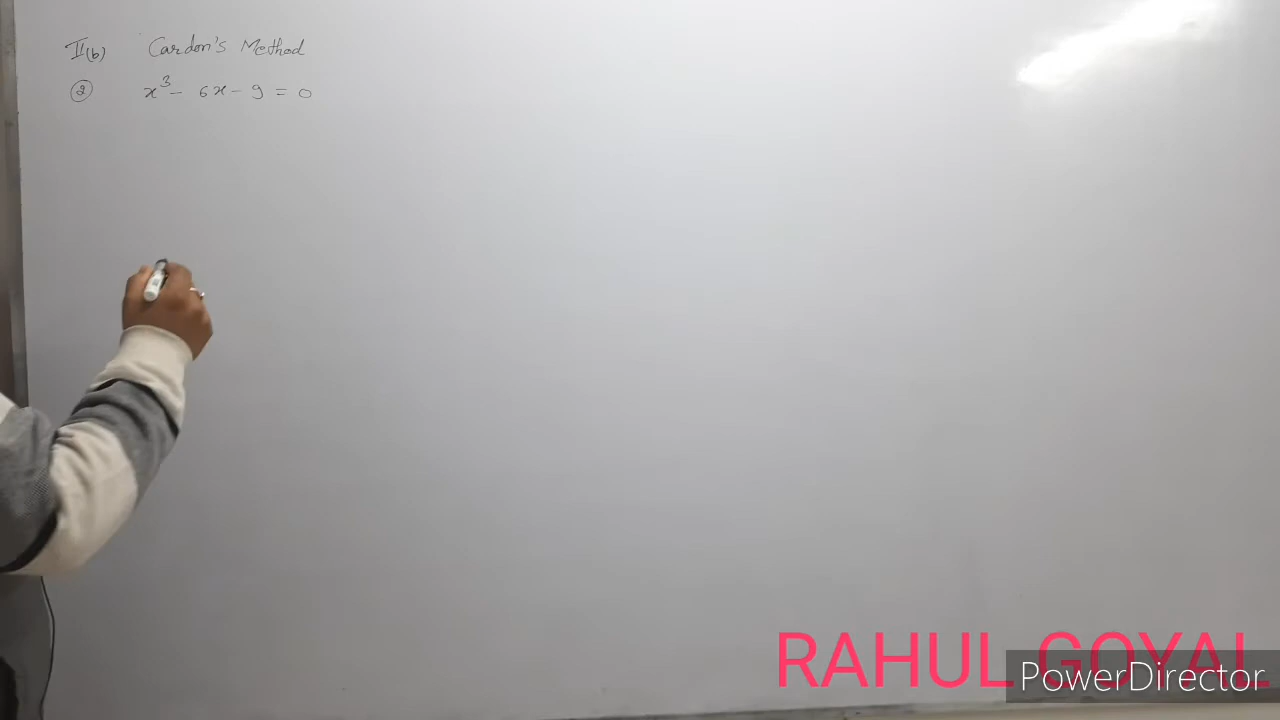 II(b) Cardon's Method
② x³ - 6x - 9 = 0
RAHUL GOYAL
PowerDirector